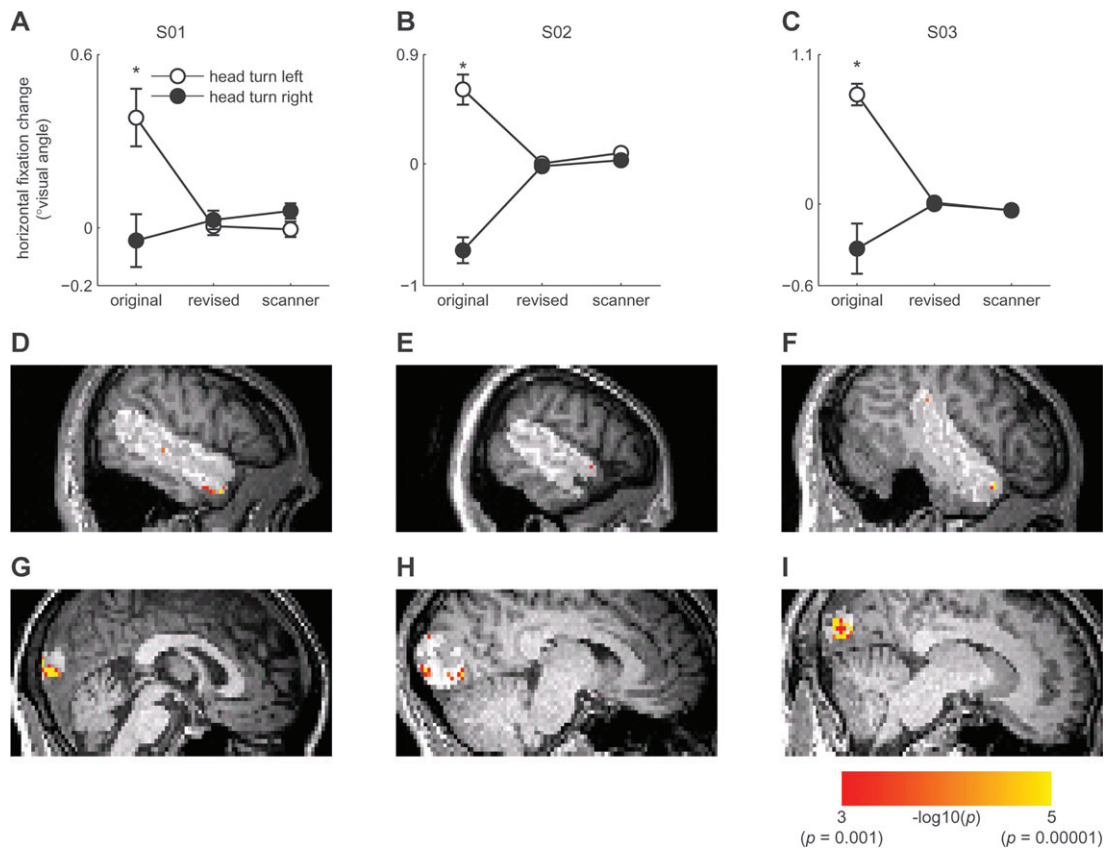 A
S01
B
S02
C
S03
0.6
0
−0.2
horizontal fixation change
(°visual angle)
*
head turn left
head turn right
original
revised
scanner
0.9
0
−1
*
original
revised
scanner
1.1
0
−0.6
*
original
revised
scanner
D
E
F
G
H
I
3
-log10(p)
5
(p = 0.001)
(p = 0.00001)